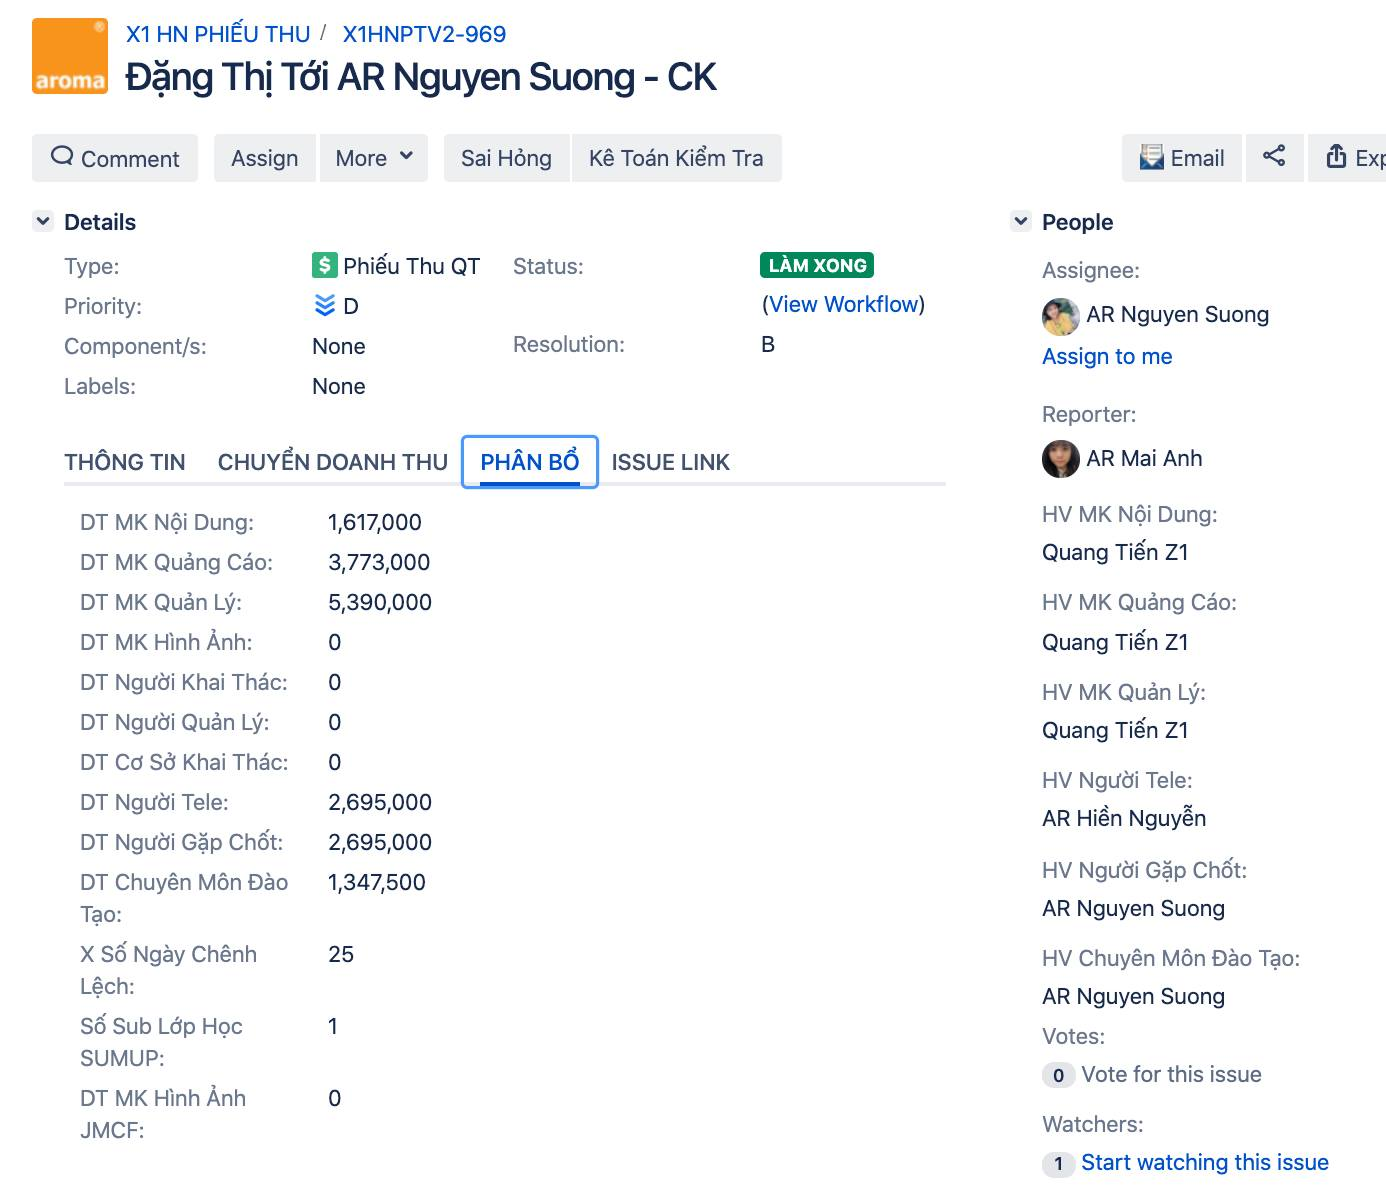 aroma
®
X1 HN PHIẾU THU / X1HNPTV2-969
Đặng Thị Tới AR Nguyen Suong - CK
Comment Assign More Sai Hỏng Kê Toán Kiểm Tra Email Exp
Details
Type: $ Phiếu Thu QT Status: LÀM XONG
Priority: D (View Workflow)
Component/s: None Resolution: B
Labels: None
THÔNG TIN CHUYỂN DOANH THU PHÂN BỔ ISSUE LINK
DT MK Nội Dung: 1,617,000
DT MK Quảng Cáo: 3,773,000
DT MK Quản Lý: 5,390,000
DT MK Hình Ảnh: 0
DT Người Khai Thác: 0
DT Người Quản Lý: 0
DT Cơ Sở Khai Thác: 0
DT Người Tele: 2,695,000
DT Người Gặp Chốt: 2,695,000
DT Chuyên Môn Đào 1,347,500
Tạo:
X Số Ngày Chênh 25
Lệch:
Số Sub Lớp Học 1
SUMUP:
DT MK Hình Ảnh 0
JMCF:
People
Assignee:
AR Nguyen Suong
Assign to me
Reporter:
AR Mai Anh
HV MK Nội Dung:
Quang Tiến Z1
HV MK Quảng Cáo:
Quang Tiến Z1
HV MK Quản Lý:
Quang Tiến Z1
HV Người Tele:
AR Hiền Nguyễn
HV Người Gặp Chốt:
AR Nguyen Suong
HV Chuyên Môn Đào Tạo:
AR Nguyen Suong
Votes:
0 Vote for this issue
Watchers:
1 Start watching this issue